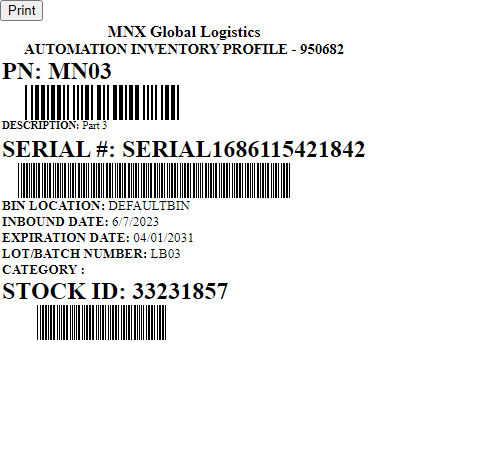 Print
MNX Global Logistics
AUTOMATION INVENTORY PROFILE - 950682
PN: MN03
DESCRIPTION: Part 3
SERIAL #: SERIAL1686115421842
BIN LOCATION: DEFAULTBIN
INBOUND DATE: 6/7/2023
EXPIRATION DATE: 04/01/2031
LOT/BATCH NUMBER: LB03
CATEGORY :
STOCK ID: 33231857